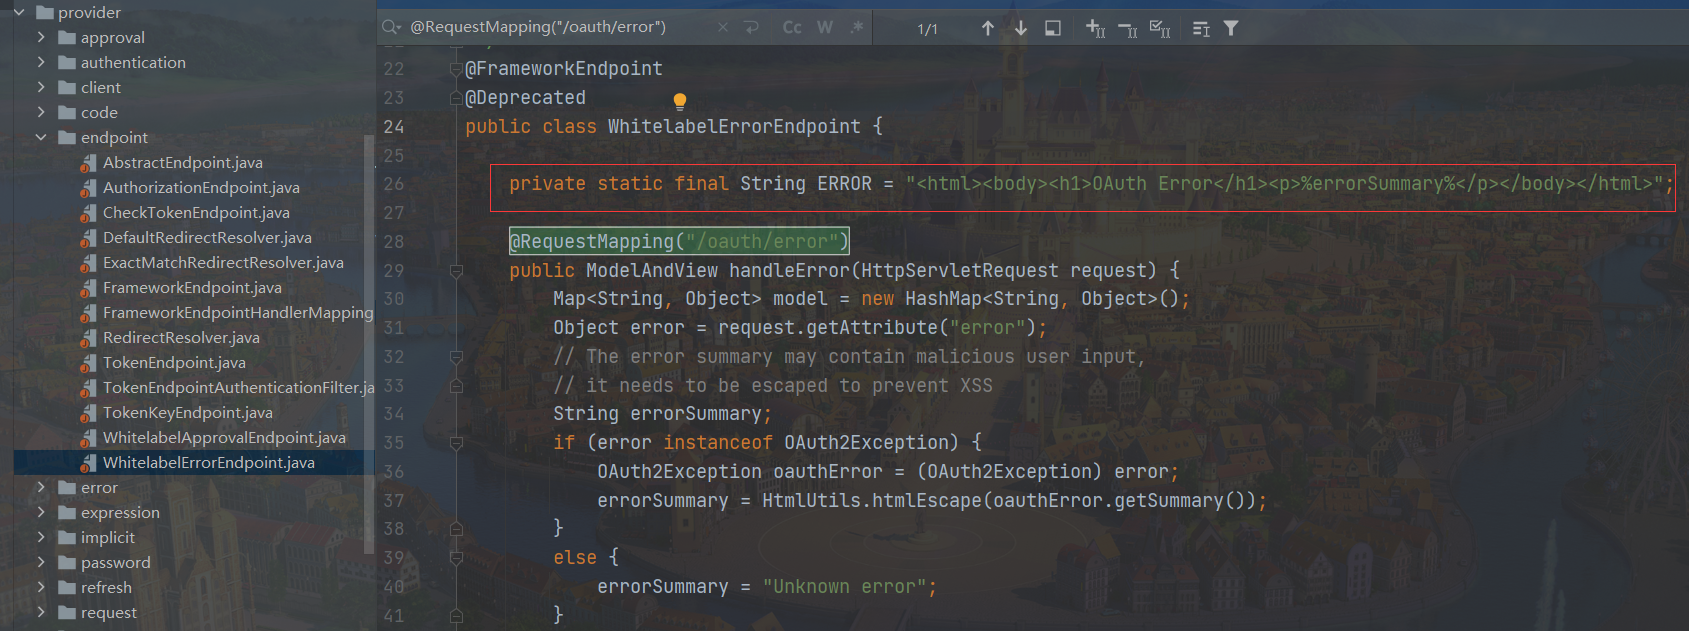 provider
approval
authentication
client
code
endpoint
AbstractEndpoint.java
AuthorizationEndpoint.java
CheckTokenEndpoint.java
DefaultRedirectResolver.java
ExactMatchRedirectResolver.java
FrameworkEndpoint.java
FrameworkEndpointHandlerMapping
RedirectResolver.java
TokenEndpoint.java
TokenEndpointAuthenticationFilter.ja
TokenKeyEndpoint.java
WhitelabelApprovalEndpoint.java
WhitelabelErrorEndpoint.java
error
expression
implicit
password
refresh
request
@RequestMapping("/oauth/error") Cc W .* 1/1
22 @FrameworkEndpoint
23 @Deprecated
24 public class WhitelabelErrorEndpoint {
25
26 private static final String ERROR = "<html><body><h1>OAuth Error</h1><p>%errorSummary%</p></body></html>";
27
28 @RequestMapping("/oauth/error")
29 public ModelAndView handleError(HttpServletRequest request) {
30 Map<String, Object> model = new HashMap<String, Object>();
31 Object error = request.getAttribute("error");
32 // The error summary may contain malicious user input,
33 // it needs to be escaped to prevent XSS
34 String errorSummary;
35 if (error instanceof OAuth2Exception) {
36 OAuth2Exception oauthError = (OAuth2Exception) error;
37 errorSummary = HtmlUtils.htmlEscape(oauthError.getSummary());
38 }
39 else {
40 errorSummary = "Unknown error";
41 }